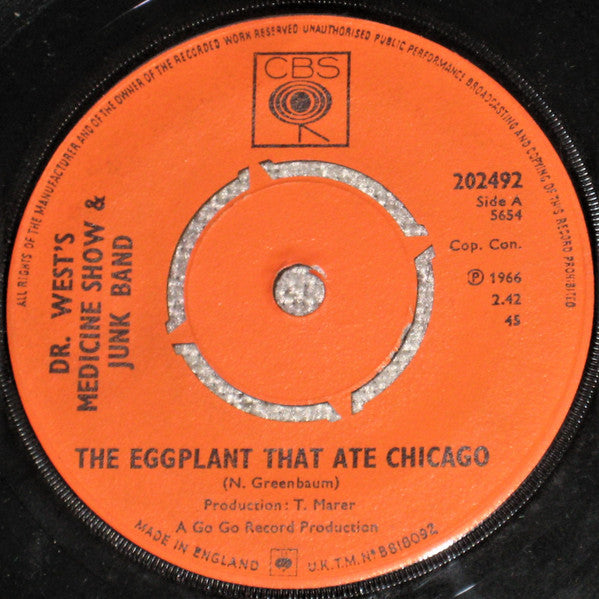 ALL RIGHTS OF THE MANUFACTURER AND OF THE OWNER OF THE RECORDED WORK RESERVED UNAUTHORISED PUBLIC PERFORMANCE BROADCASTING AND COPYING OF THIS RECORD PROHIBITED
CBS
202492
Side A
5654
Cop. Con.
℗ 1966
2.42
45
DR. WEST'S
MEDICINE SHOW &
JUNK BAND
THE EGGPLANT THAT ATE CHICAGO
(N. Greenbaum)
Production: T. Marer
A Go Go Record Production
MADE IN ENGLAND
U.K.T.M. Nº B818092